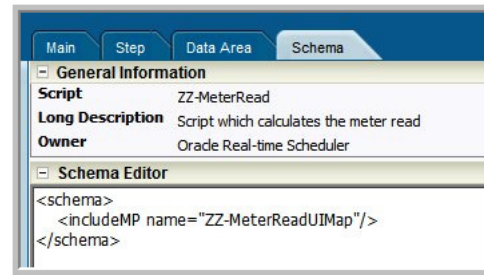 Main Step Data Area Schema
General Information
Script ZZ-MeterRead
Long Description Script which calculates the meter read
Owner Oracle Real-time Scheduler
Schema Editor
<schema>
<includeMP name="ZZ-MeterReadUIMap"/>
</schema>